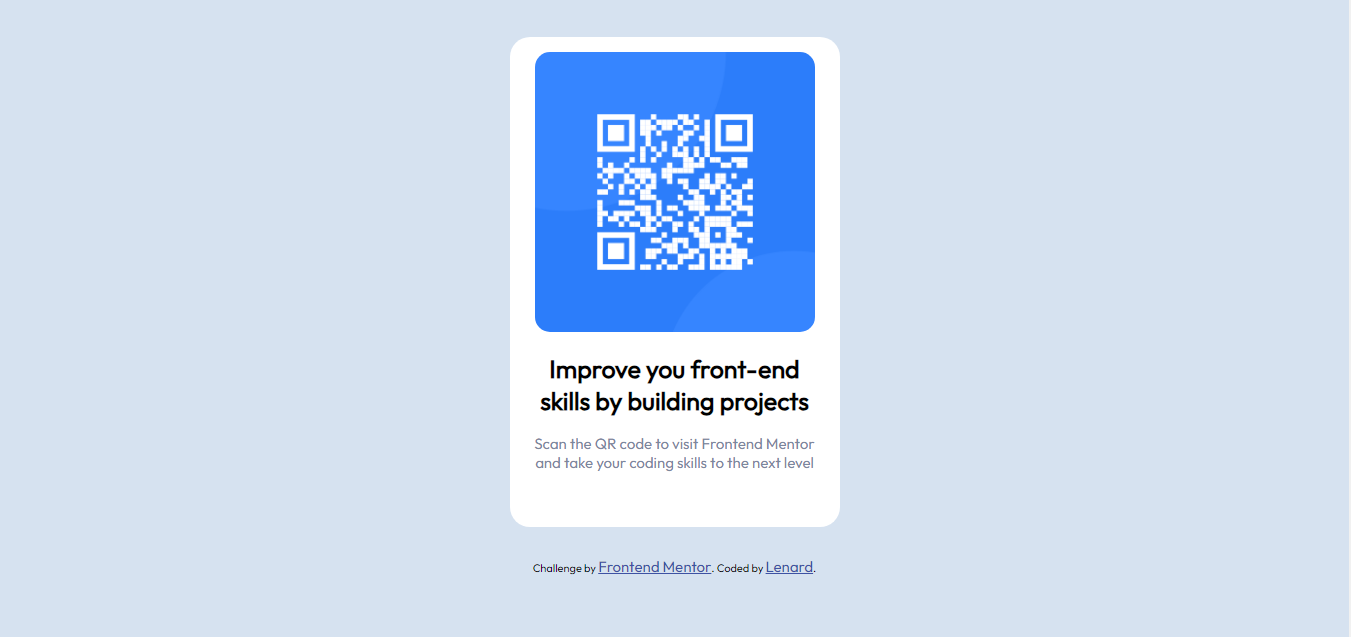 Improve you front-end
skills by building projects
Scan the QR code to visit Frontend Mentor
and take your coding skills to the next level
Challenge by Frontend Mentor. Coded by Lenard.